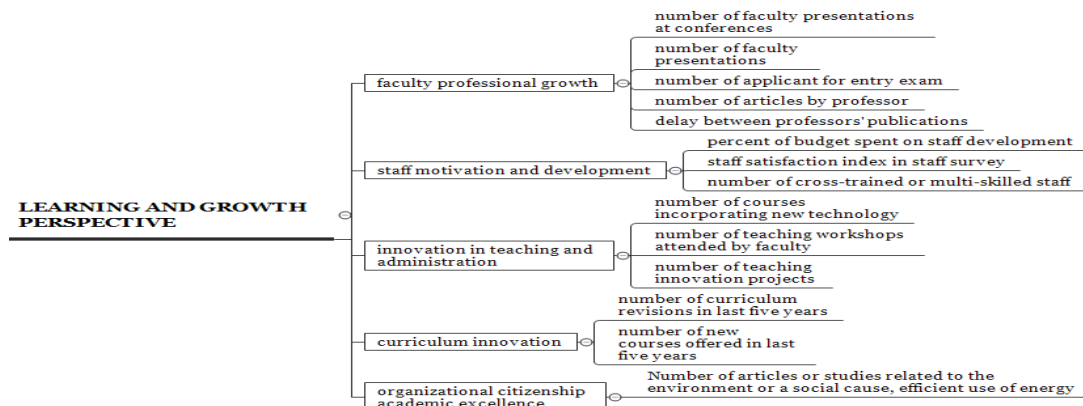 number of faculty presentations
at conferences
number of faculty
presentations
faculty professional growth
number of applicant for entry exam
number of articles by professor
delay between professors' publications
percent of budget spent on staff development
staff motivation and development
staff satisfaction index in staff survey
number of cross-trained or multi-skilled staff
LEARNING AND GROWTH
PERSPECTIVE
number of courses
incorporating new technology
innovation in teaching and
administration
number of teaching workshops
attended by faculty
number of teaching
innovation projects
number of curriculum
revisions in last five years
curriculum innovation
number of new
courses offered in last
five years
organizational citizenship
academic excellence
Number of articles or studies related to the
environment or a social cause, efficient use of energy